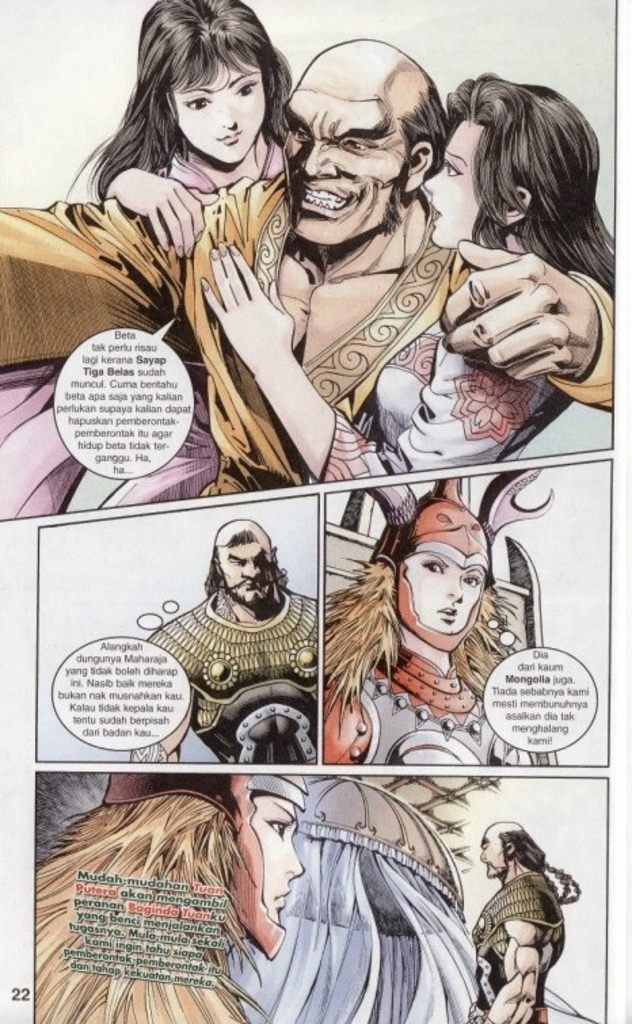 Beta
tak perlu risau
lagi kerana Sayap
Tiga Belas sudah
muncul. Cuma beritahu
beta apa saja yang kalian
perlukan supaya kalian dapat
hapuskan pemberontak-
pemberontak itu agar
hidup beta tidak ter-
ganggu. Ha,
ha...
Alangkah
dungunya Maharaja
yang tidak boleh diharap
ini. Nasib baik mereka
bukan nak musnahkan kau.
Kalau tidak kepala kau
tentu sudah berpisah
dari badan kau...
Dia
dari kaum
Mongolia juga.
Tiada sebabnya kami
mesti membunuhnya
asalkan dia tak
menghalang
kami!
Mudah-mudahan Tuan
Putera akan mengambil
peranan Baginda Tuanku
yang benci menjalankan
tugasnya. Mula-mula sekali
kami ingin tahu siapa
pemberontak-pemberontak itu
dan tahap kekuatan mereka.
22